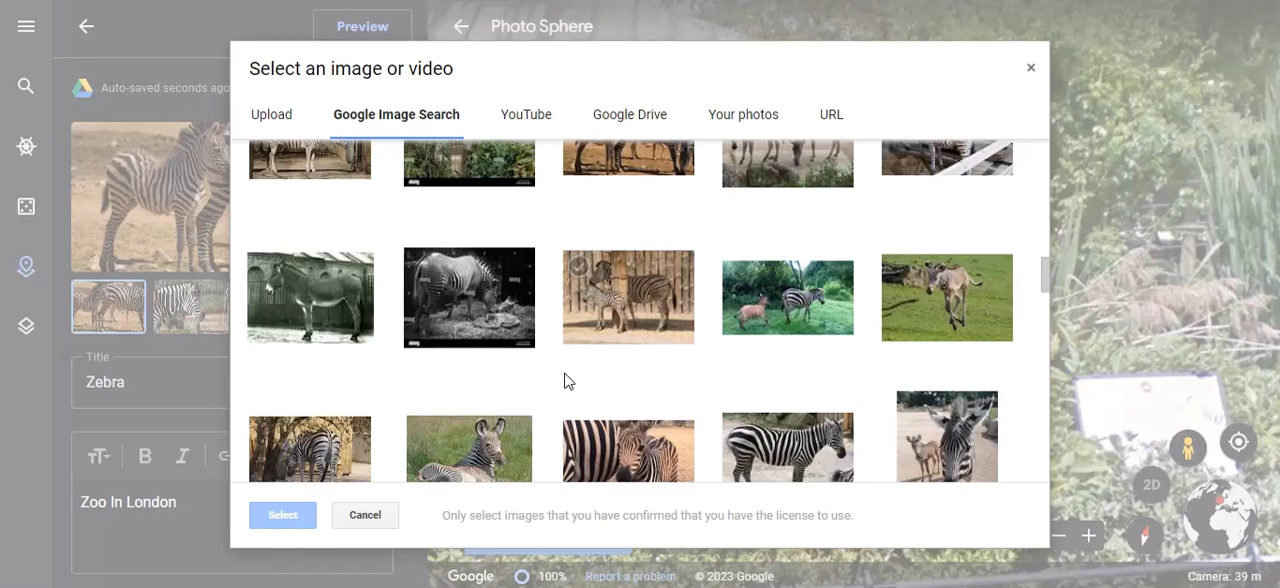 Preview
Photo Sphere
Select an image or video
×
Auto-saved seconds ago
Upload
Google Image Search
YouTube
Google Drive
Your photos
URL
Title
Zebra
B I
Zoo In London
2D
Select
Cancel
Only select images that you have confirmed that you have the license to use.
Google
100%
Report a problem
© 2023 Google
Camera: 39 m